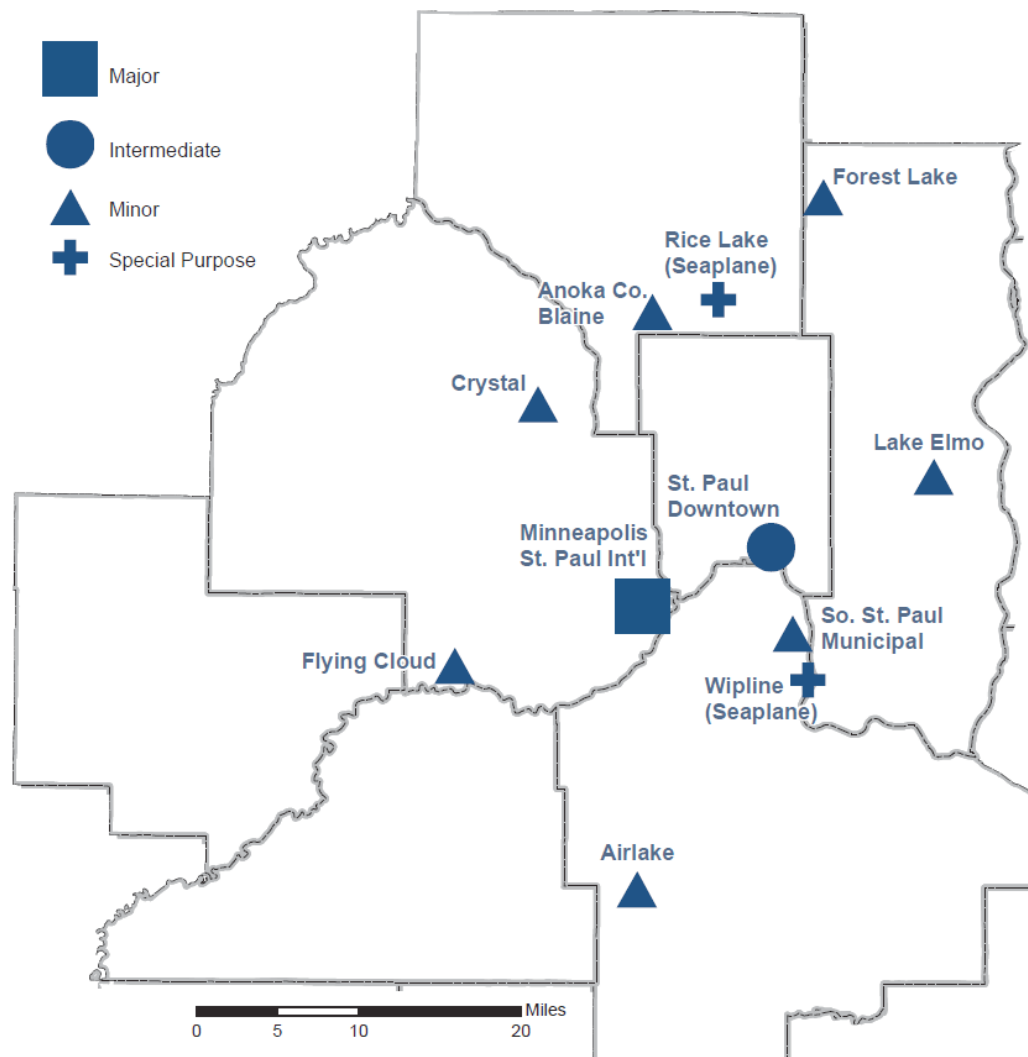 Major
Intermediate
Minor
Special Purpose
Forest Lake
Rice Lake
(Seaplane)
Anoka Co.
Blaine
Crystal
Lake Elmo
St. Paul
Downtown
Minneapolis
St. Paul Int'l
So. St. Paul
Municipal
Flying Cloud
Wipline
(Seaplane)
Airlake
Miles
0 5 10 20